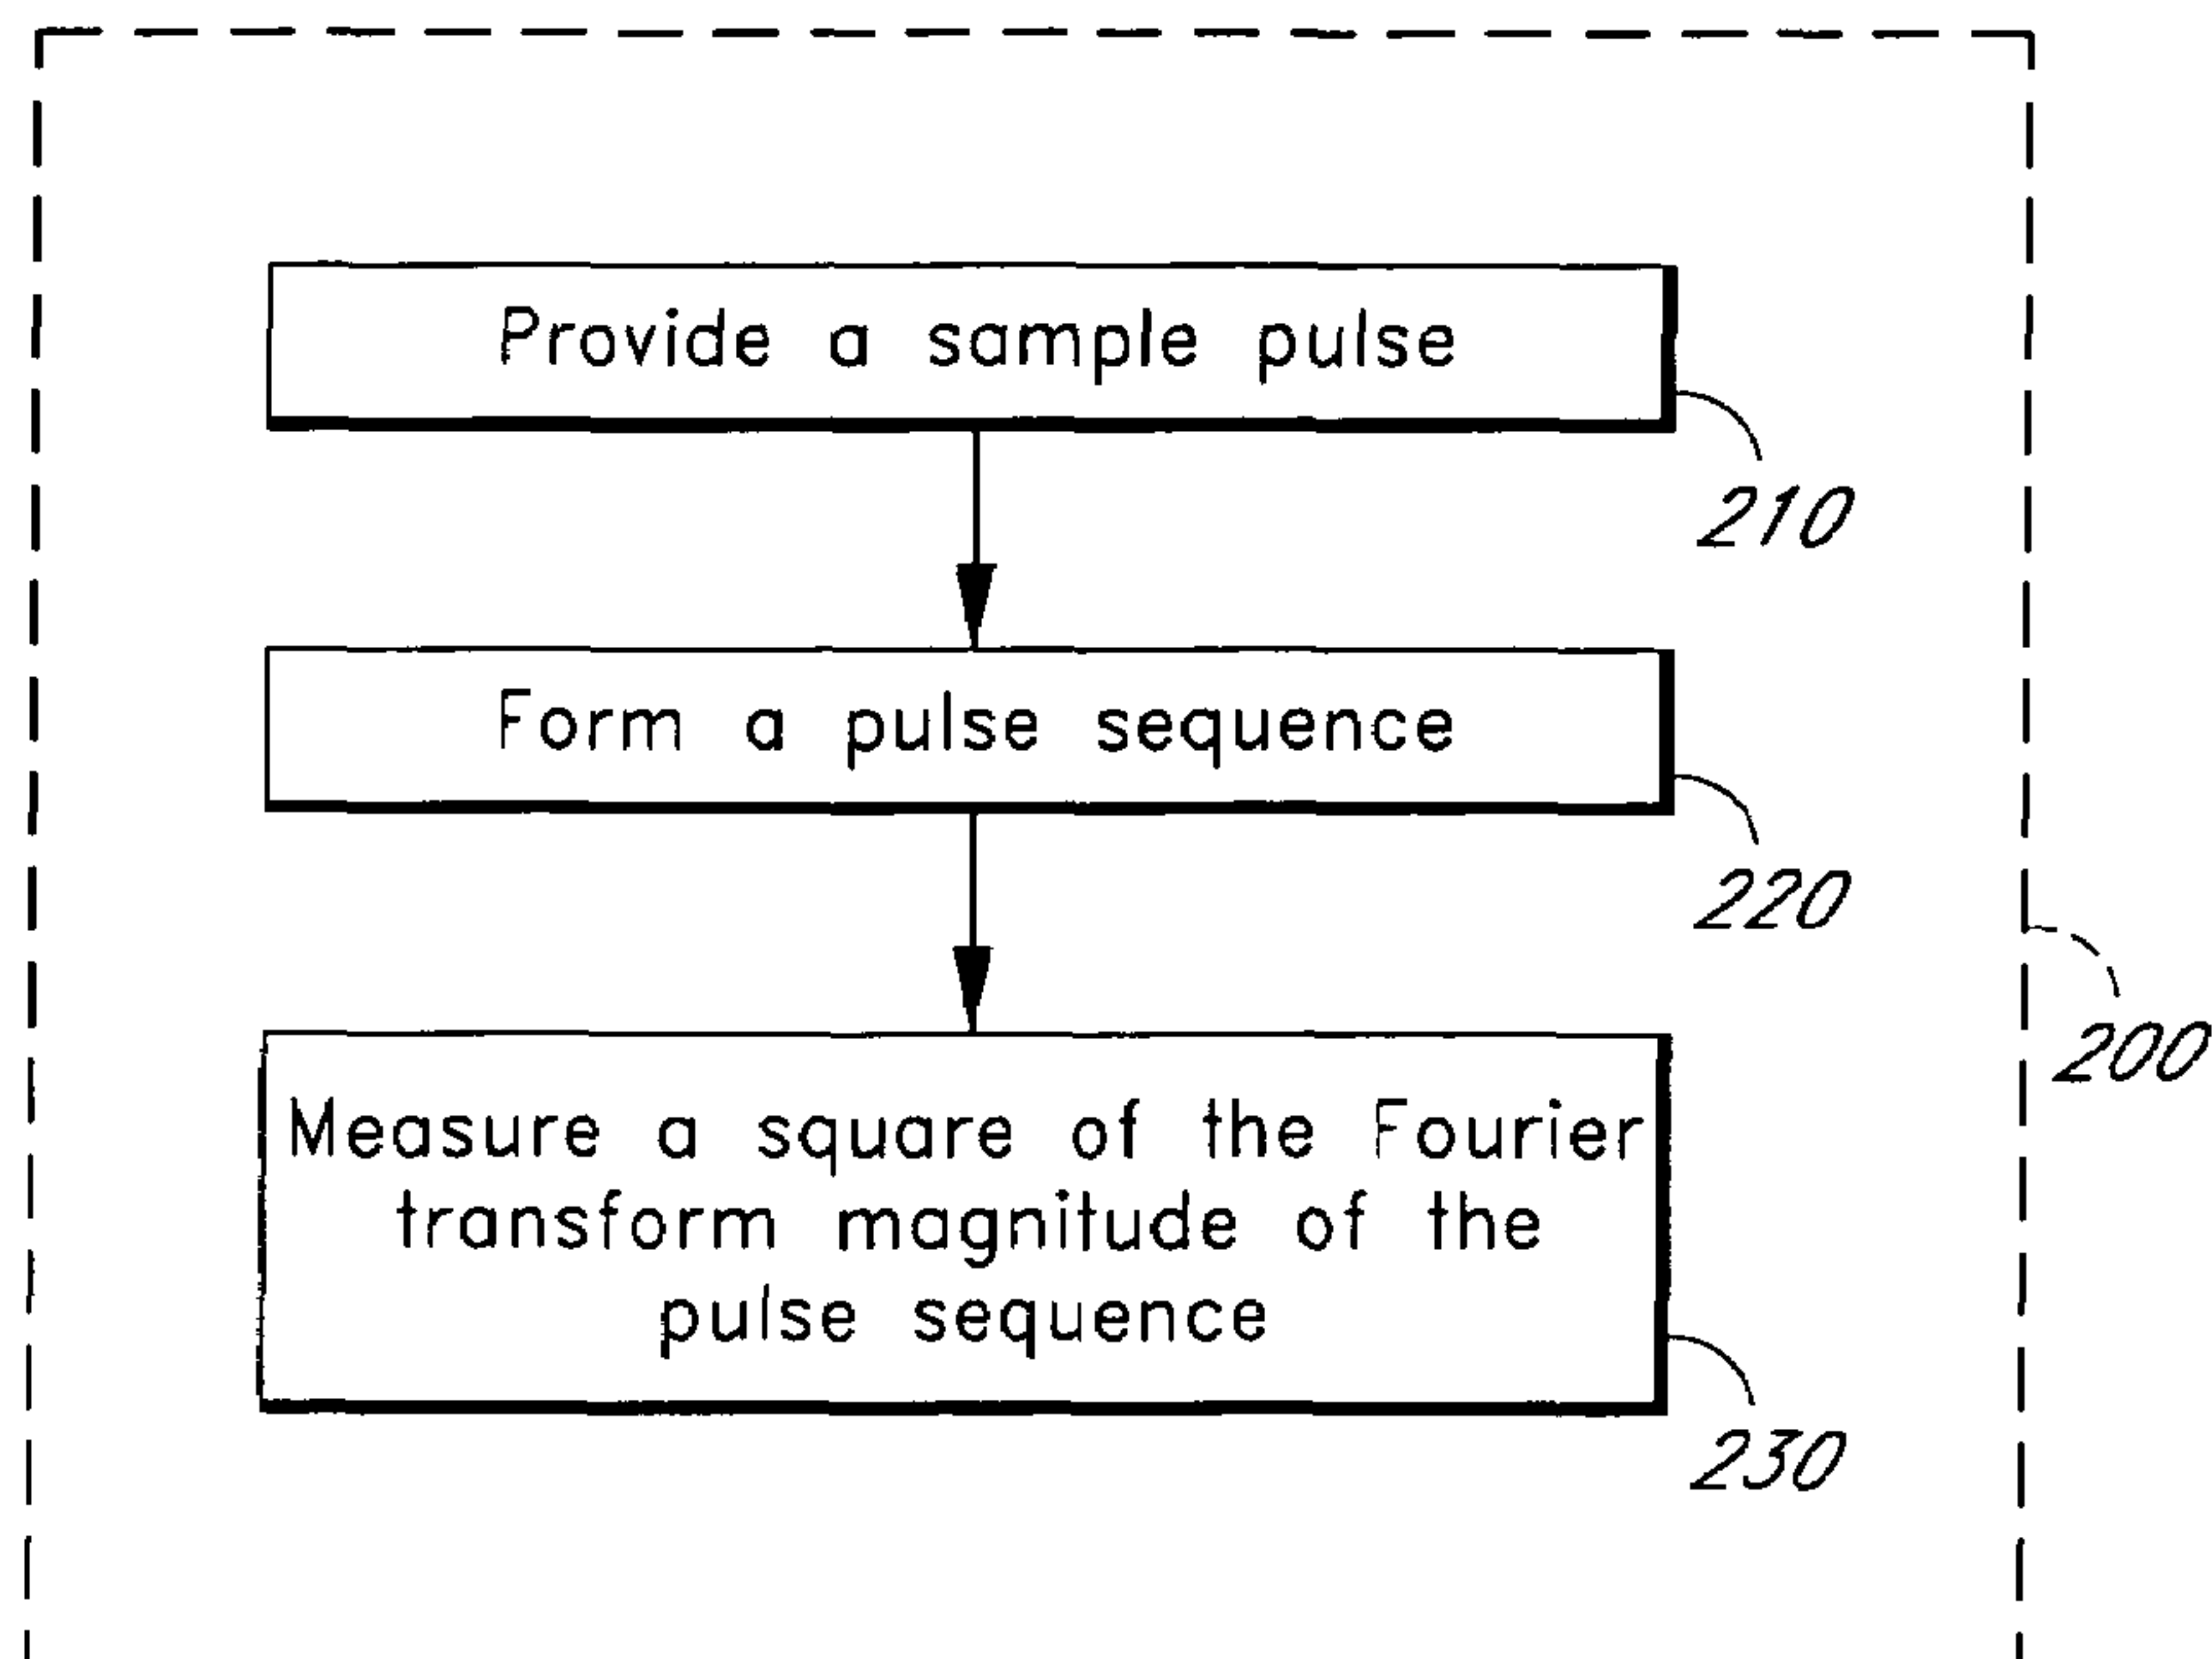 Provide a sample pulse
210
Form a pulse sequence
220
200
Measure a square of the Fourier
transform magnitude of the
pulse sequence
230